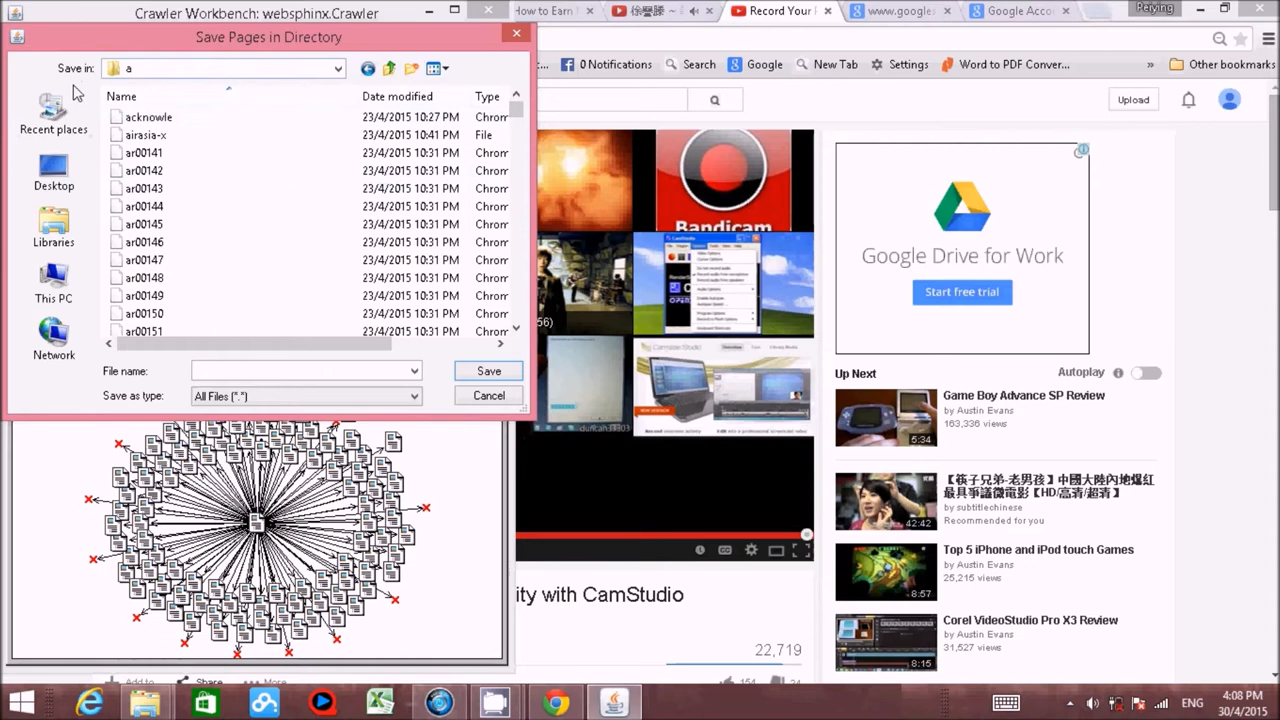 Crawler Workbench: websphinx.Crawler
How to Earn
徐譽滕 ~
Record Your
www.google
Google Acco
Peiying
Save Pages in Directory
Save in:
a
0 Notifications
Search
Google
New Tab
Settings
Word to PDF Conver...
»
Other bookmarks
Name
Date modified
Type
Upload
Recent places
acknowle 23/4/2015 10:27 PM Chrom
airasia-x 23/4/2015 10:41 PM File
ar00141 23/4/2015 10:31 PM Chrom
ar00142 23/4/2015 10:31 PM Chrom
ar00143 23/4/2015 10:31 PM Chrom
ar00144 23/4/2015 10:31 PM Chrom
ar00145 23/4/2015 10:31 PM Chrom
ar00146 23/4/2015 10:31 PM Chrom
ar00147 23/4/2015 10:31 PM Chrom
ar00148 23/4/2015 10:31 PM Chrom
ar00149 23/4/2015 10:31 PM Chrom
ar00150 23/4/2015 10:31 PM Chrom
ar00151 23/4/2015 10:31 PM Chrom
Desktop
Libraries
This PC
Network
File name:
Save
Save as type:
All Files (*.*)
Cancel
Bandicam
56)
CamStudio
duncan31303
Google Drive for Work
Start free trial
Up Next
Autoplay
Game Boy Advance SP Review
by Austin Evans
163,336 views
5:34
【筷子兄弟-老男孩】中國大陸內地爆紅
最具爭議微電影【HD/高清/超清】
by subtitlechinese
Recommended for you
42:42
Top 5 iPhone and iPod touch Games
by Austin Evans
25,215 views
8:57
Corel VideoStudio Pro X3 Review
by Austin Evans
31,527 views
8:15
ity with CamStudio
22,719
Add to
Share
More
154
24
ENG
4:08 PM
30/4/2015